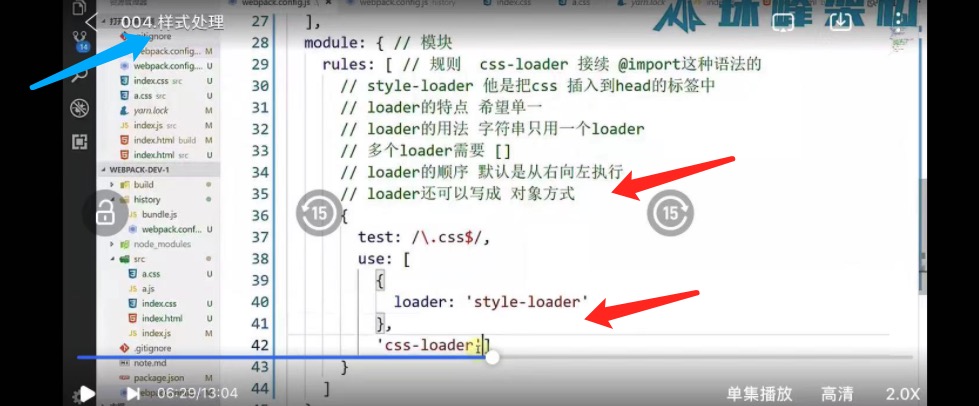 webpack.config.js
webpack.config.js history
index.css src
a.css src
yarn.lock
004.样式处理
.gitignore
webpack.config... M
webpack.config.... U
index.css src U
a.css src U
yarn.lock M
index.js src M
index.html build M
index.html src U
WEBPACK-DEV-1
build
history
bundle.js
webpack.conf... U
node_modules
src
a.css U
a.js
index.css U
index.html U
index.js M
.gitignore
note.md
package.json M
14
27 ],
28 module: { // 模块
29 rules: [ // 规则 css-loader 接续 @import这种语法的
30 // style-loader 他是把css 插入到head的标签中
31 // loader的特点 希望单一
32 // loader的用法 字符串只用一个loader
33 // 多个loader需要 []
34 // loader的顺序 默认是从右向左执行
35 // loader还可以写成 对象方式
36 {
37 test: /\.css$/,
38 use: [
39 {
40 loader: 'style-loader'
41 },
42 'css-loader']
43 }
44 ]
15
15
06:29/13:04
单集播放
高清
2.0X